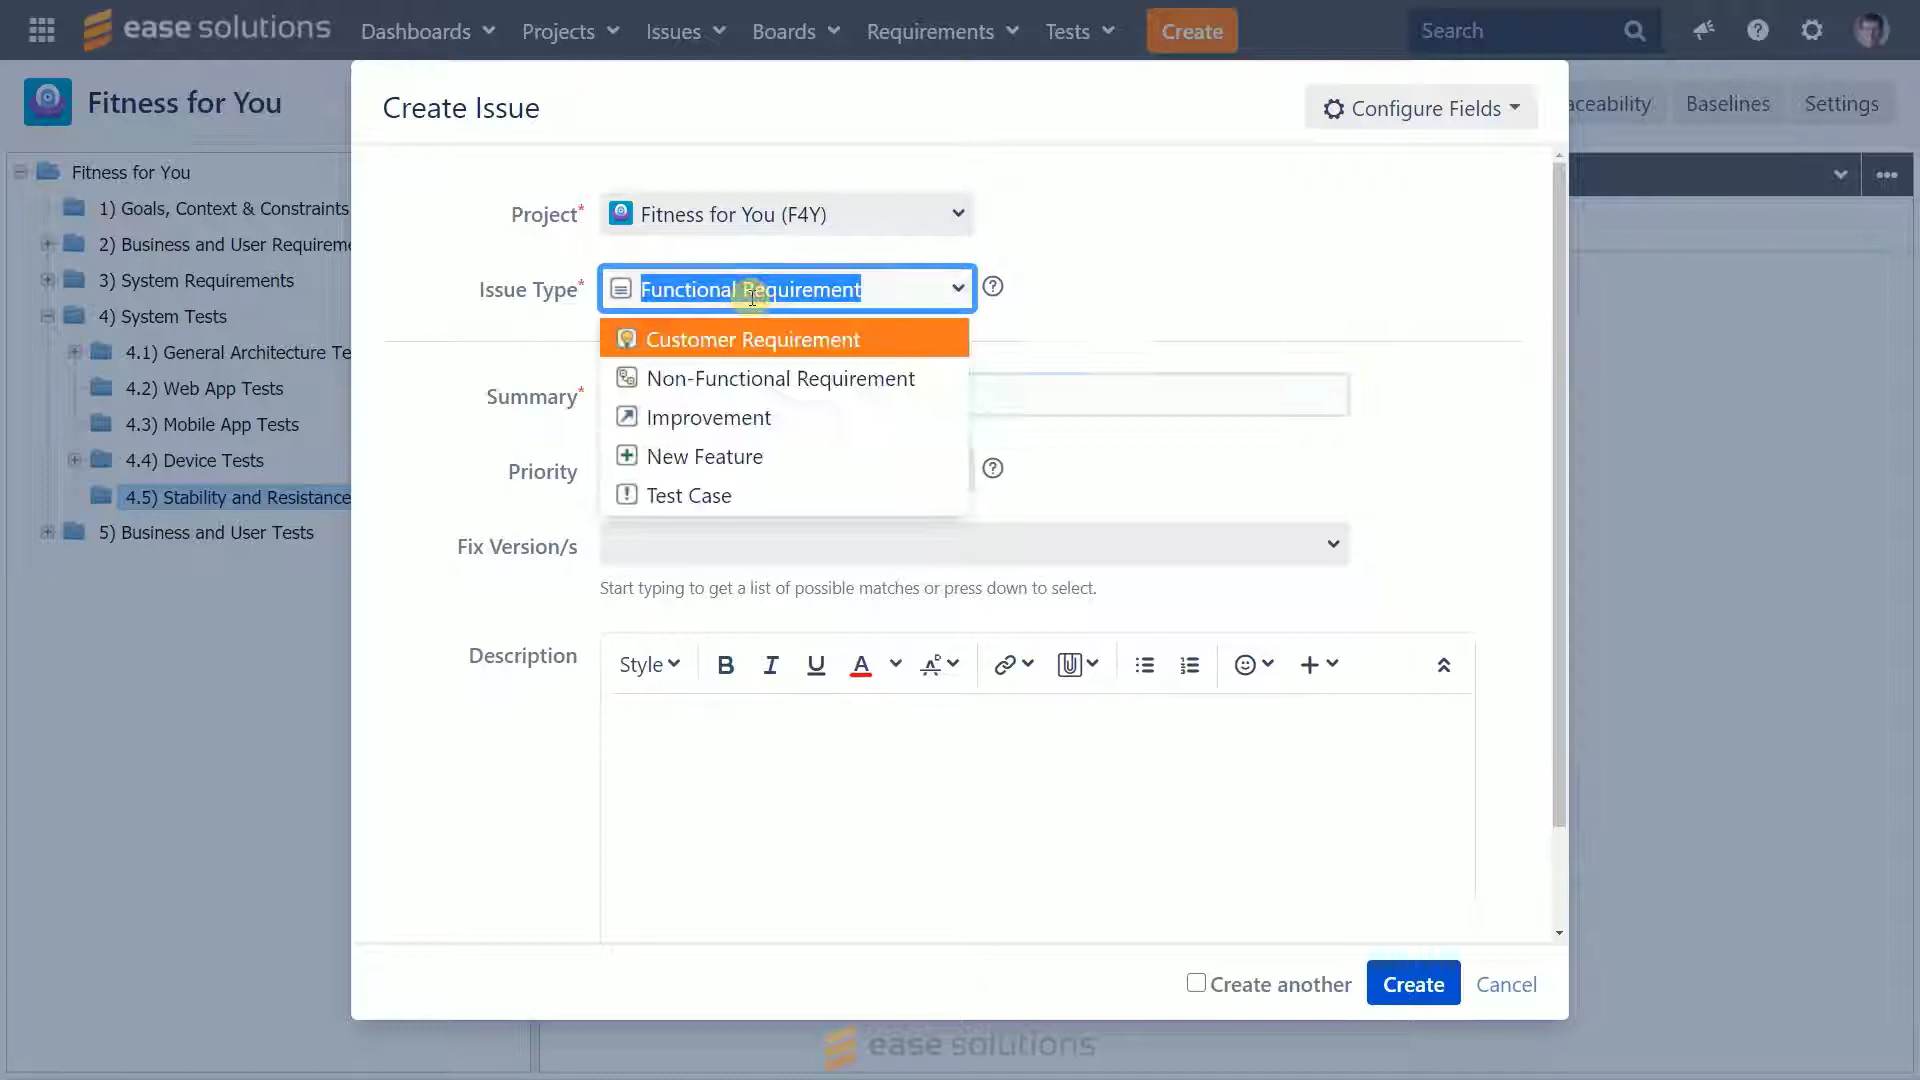 ease solutions Dashboards Projects Issues Boards Requirements Tests Create Search
Fitness for You
Create Issue
Configure Fields
aceability Baselines Settings
Fitness for You
1) Goals, Context & Constraints
2) Business and User Requireme
3) System Requirements
4) System Tests
4.1) General Architecture Te
4.2) Web App Tests
4.3) Mobile App Tests
4.4) Device Tests
4.5) Stability and Resistance
5) Business and User Tests
Project* Fitness for You (F4Y)
Issue Type* Functional Requirement
Customer Requirement
Non-Functional Requirement
Improvement
New Feature
Test Case
Summary*
Priority
Fix Version/s
Start typing to get a list of possible matches or press down to select.
Description
Style B I U A
Create another Create Cancel
ease solutions